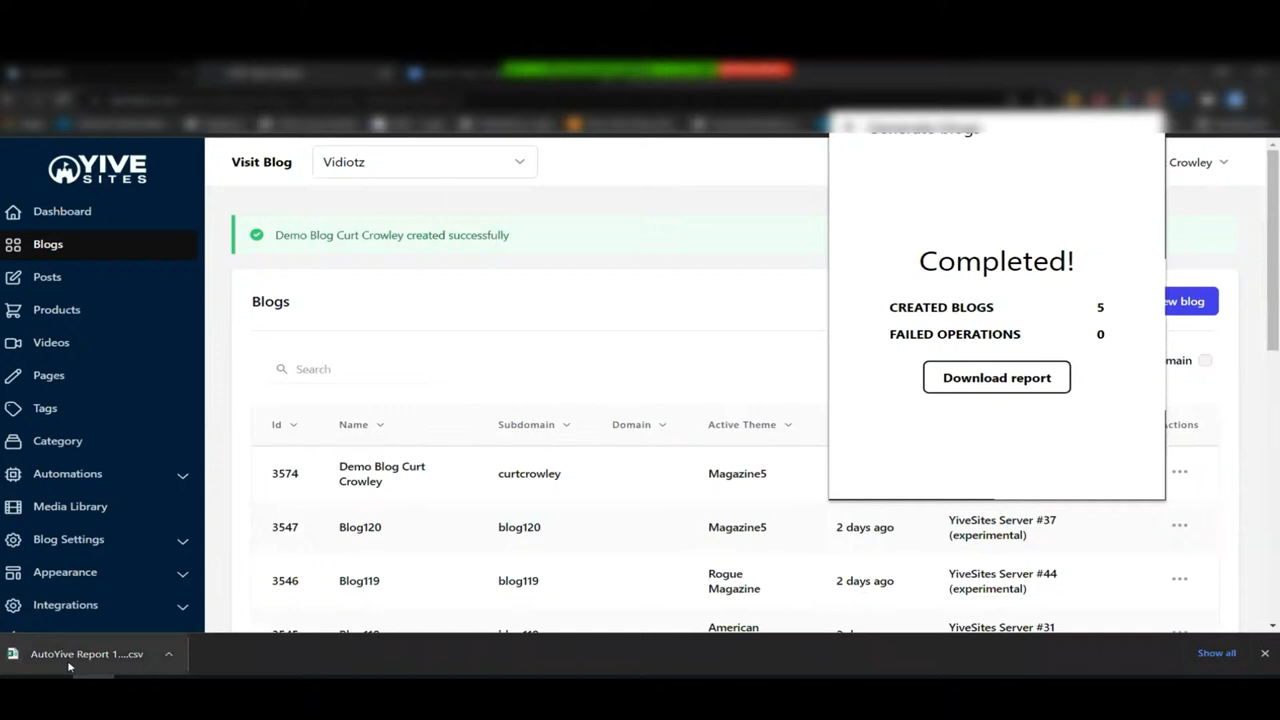 YIVE
SITES
Visit Blog
Vidiotz
Crowley
Dashboard
Blogs
Posts
Products
Videos
Pages
Tags
Category
Automations
Media Library
Blog Settings
Appearance
Integrations
Demo Blog Curt Crowley created successfully
Blogs
ew blog
Search
main
Id Name Subdomain Domain Active Theme ctions
3574 Demo Blog Curt Crowley curtcrowley Magazine5
3547 Blog120 blog120 Magazine5 2 days ago YiveSites Server #37
(experimental)
3546 Blog119 blog119 Rogue Magazine 2 days ago YiveSites Server #44
(experimental)
American
YiveSites Server #31
Generate blogs
Completed!
CREATED BLOGS 5
FAILED OPERATIONS 0
Download report
AutoYive Report 1....csv
Show all